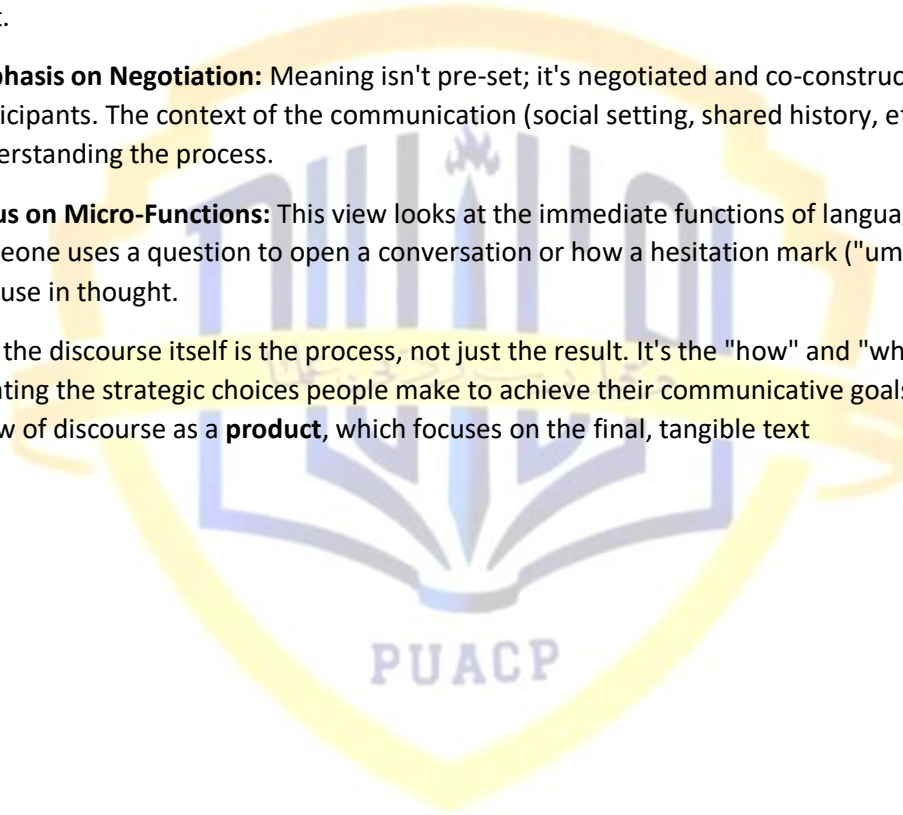 t.
phasis on Negotiation: Meaning isn't pre-set; it's negotiated and co-construc
ticipants. The context of the communication (social setting, shared history, et
derstanding the process.
us on Micro-Functions: This view looks at the immediate functions of languag
eone uses a question to open a conversation or how a hesitation mark ("um
use in thought.
the discourse itself is the process, not just the result. It's the "how" and "wh
ating the strategic choices people make to achieve their communicative goals
w of discourse as a product, which focuses on the final, tangible text
PUACP